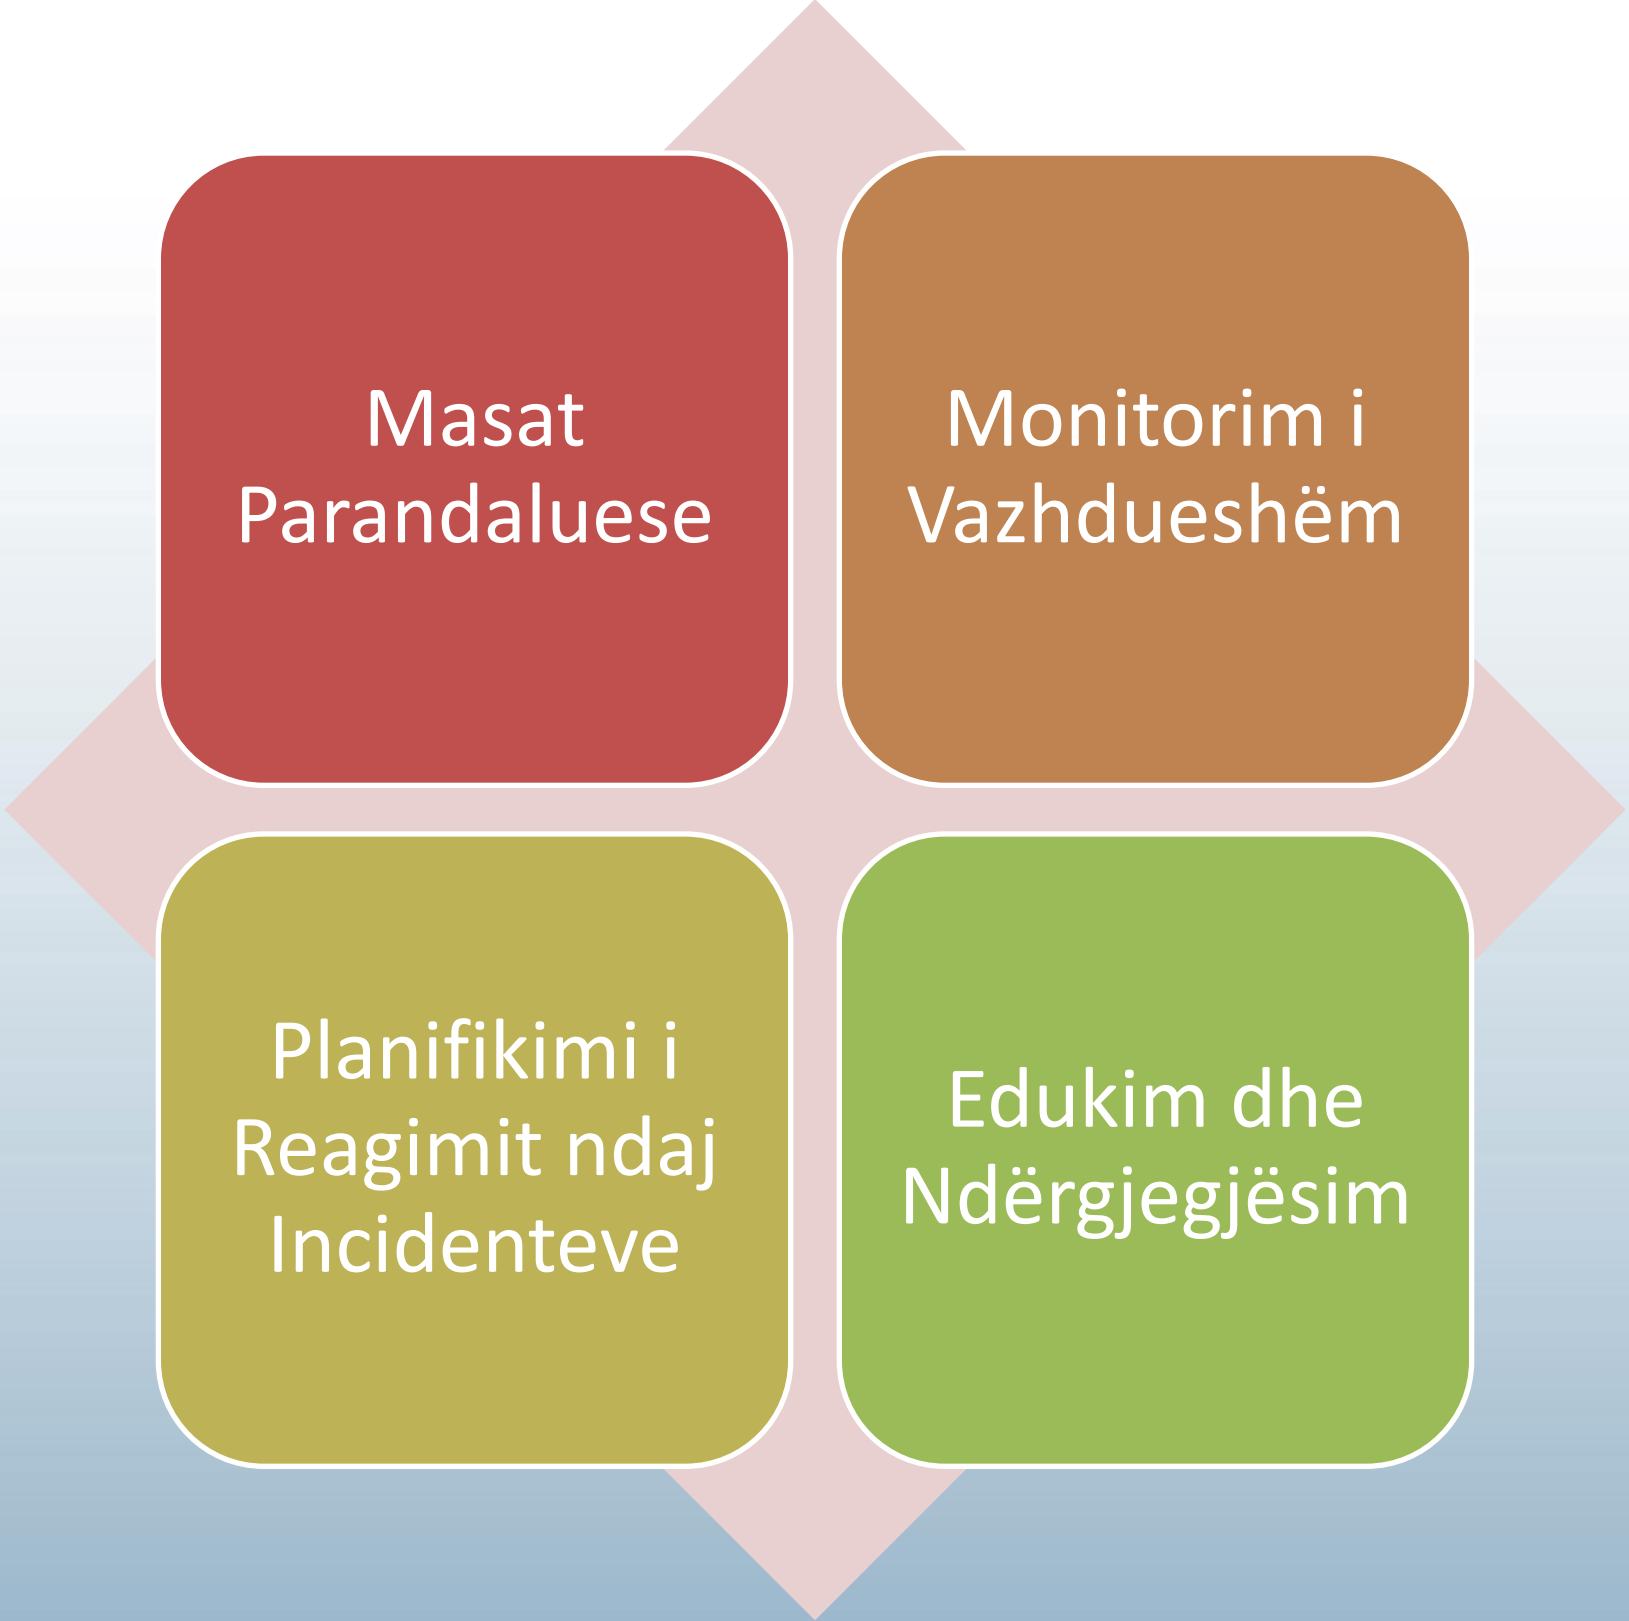 Masat
Parandaluese
Monitorim i
Vazhdueshëm
Planifikimi i
Reagimit ndaj
Incidenteve
Edukim dhe
Ndërgjegjësim